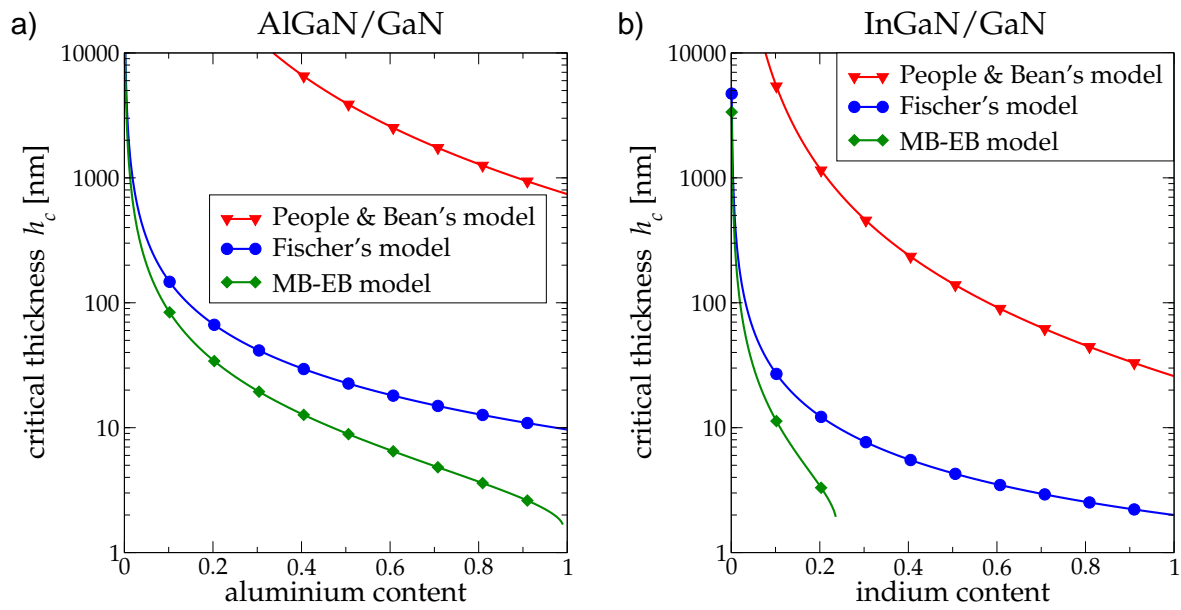 a)
AlGaN/GaN
critical thickness h_c [nm]
10000
1000
100
10
1
People & Bean's model
Fischer's model
MB-EB model
0
0.2
0.4
0.6
0.8
1
aluminium content
b)
InGaN/GaN
critical thickness h_c [nm]
10000
1000
100
10
1
People & Bean's model
Fischer's model
MB-EB model
0
0.2
0.4
0.6
0.8
1
indium content